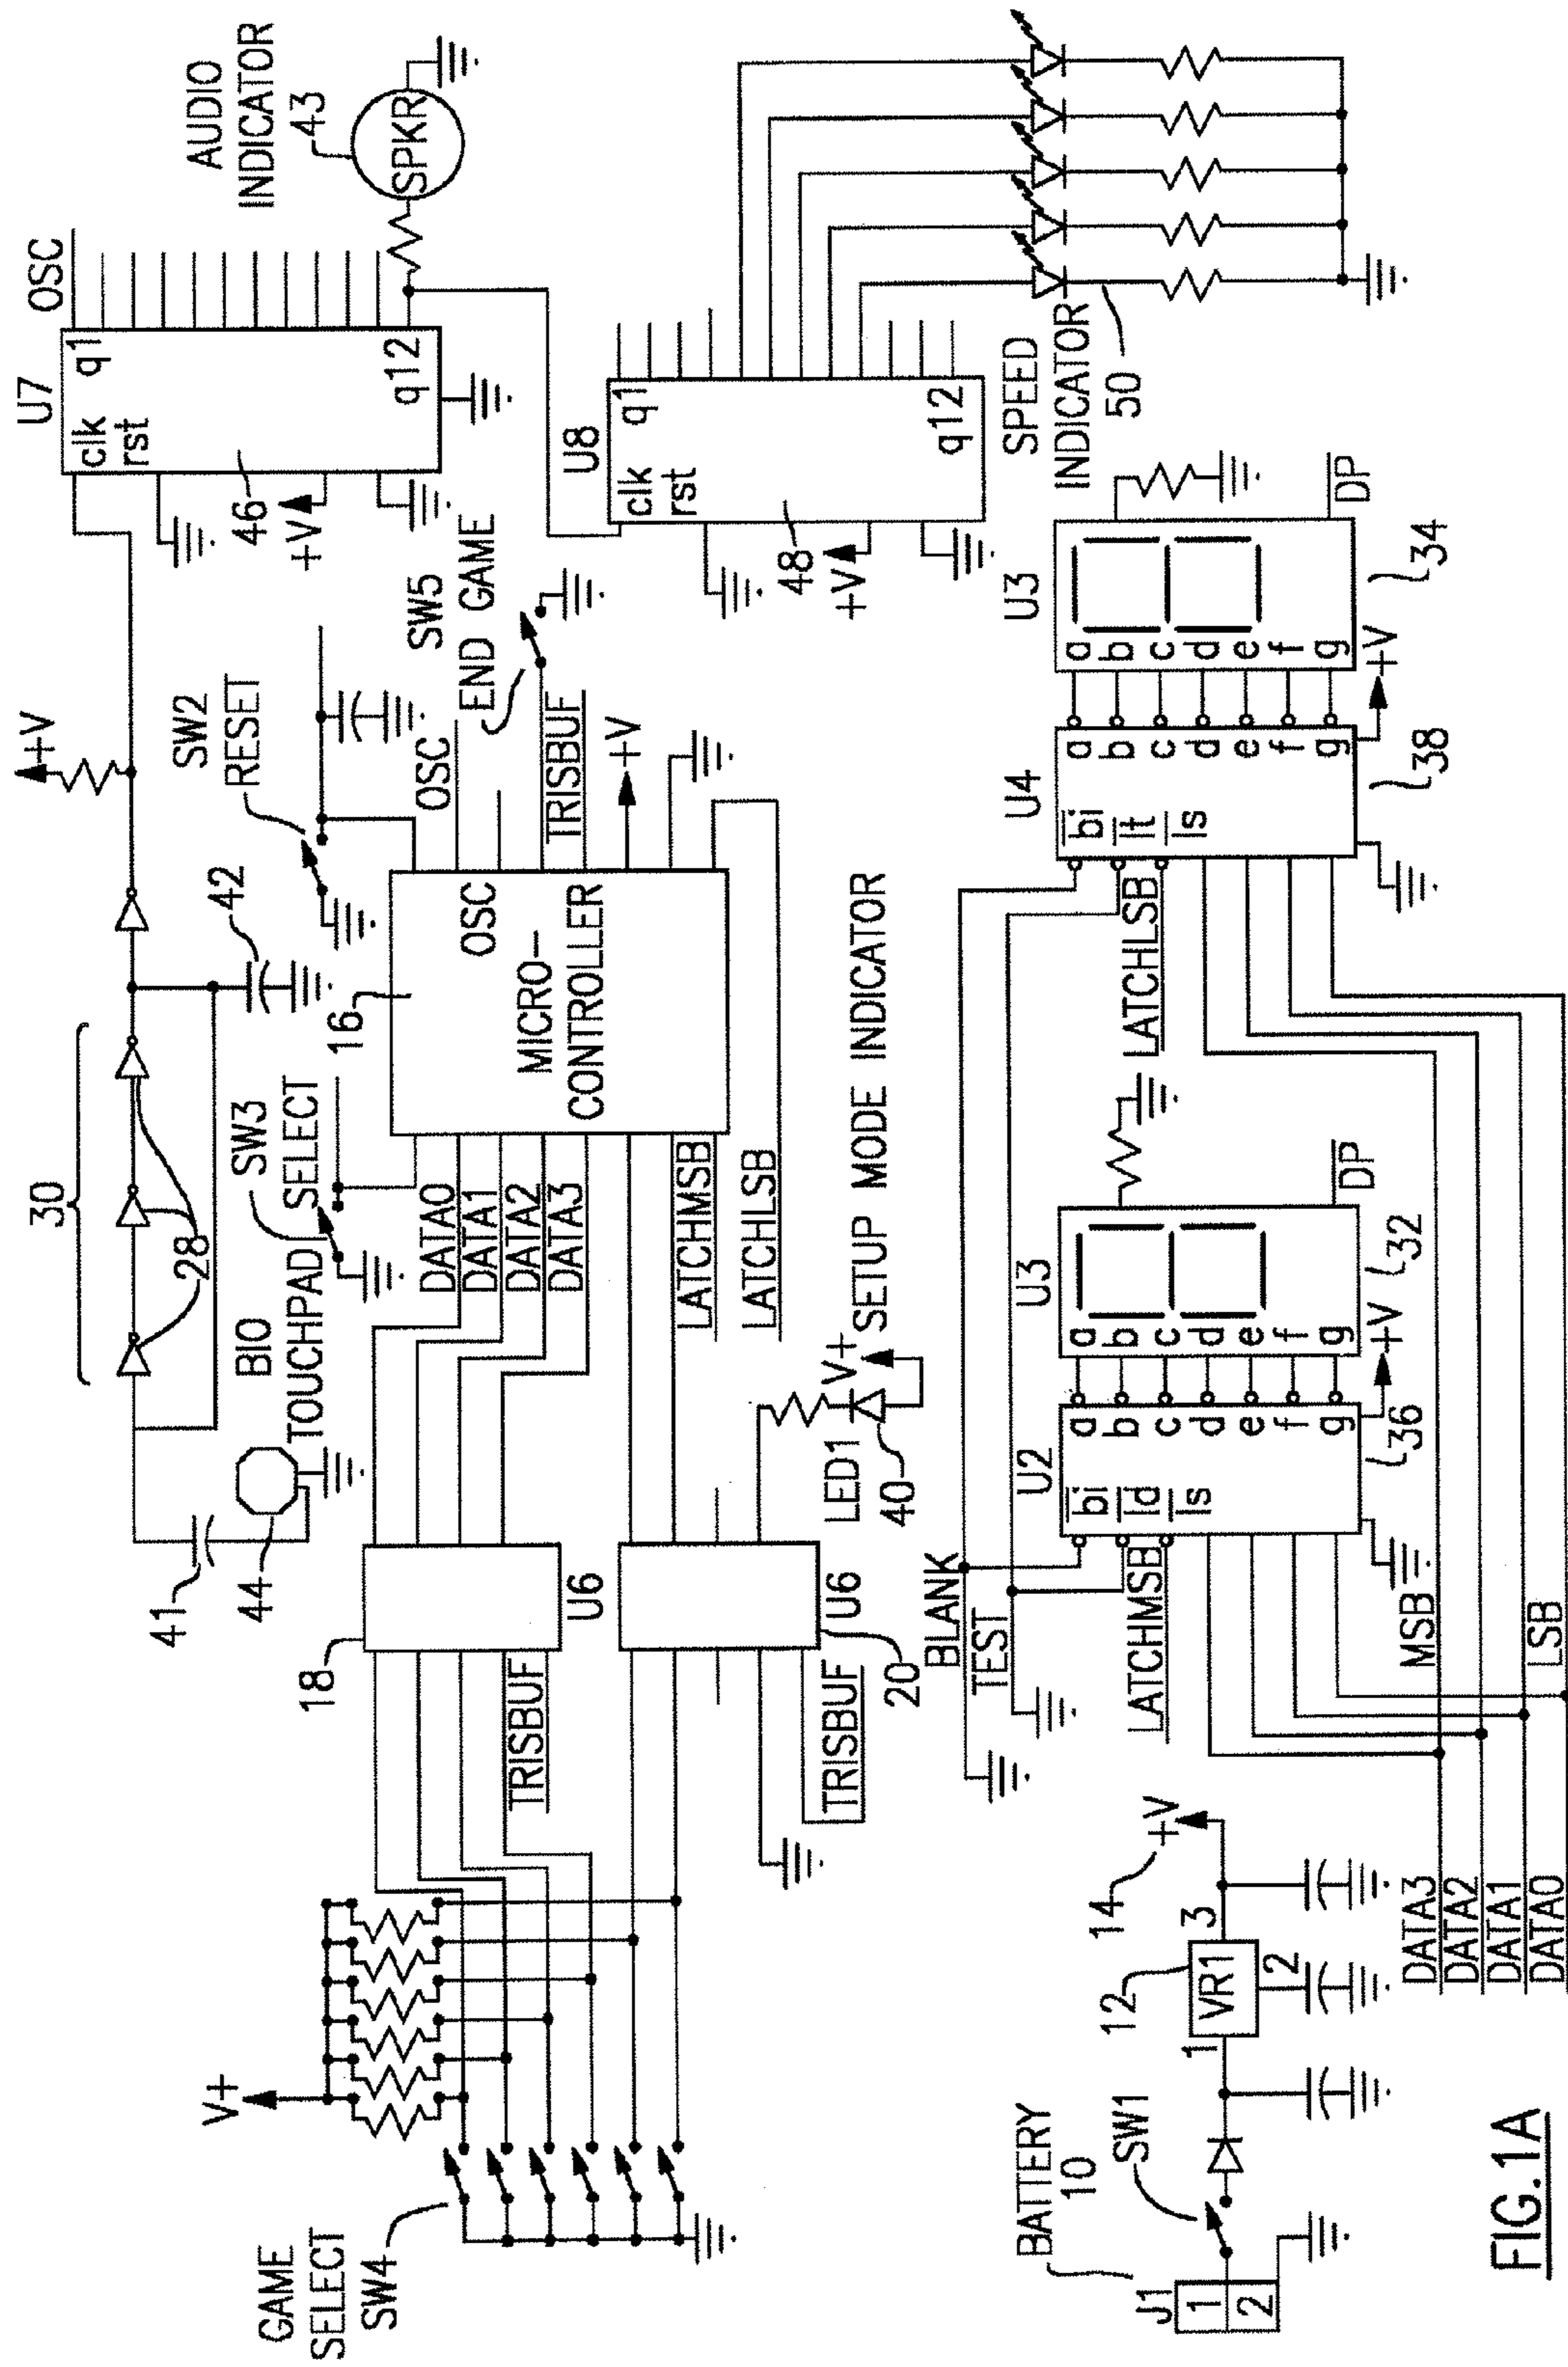 AUDIO
INDICATOR
43
SPKR
OSC
U7
q1
clk
rst
q12
46
+V
+V
SW2
RESET
42
30
28
BIO
TOUCHPAD
SW3
SELECT
41
44
16
OSC
MICRO-
CONTROLLER
OSC
SW5
END GAME
TRISBUF
+V
DATA0
DATA1
DATA2
DATA3
LATCHMSB
LATCHLSB
18
U6
TRISBUF
U6
20
TRISBUF
LED1
V+
40
SETUP MODE INDICATOR
V+
GAME
SELECT
SW4
U8
q1
clk
rst
q12
48
+V
SPEED
INDICATOR
50
BLANK
TEST
LATCHMSB
U2
bi
ld
ls
a
b
c
d
e
f
g
36
+V
U3
a
b
c
d
e
f
g
32
DP
LATCHLSB
U4
bi
lt
ls
a
b
c
d
e
f
g
38
+V
U3
a
b
c
d
e
f
g
34
DP
MSB
LSB
DATA3
DATA2
DATA1
DATA0
BATTERY
10
J1
1
2
SW1
1
VR1
12
2
3
14
+V
FIG.1A